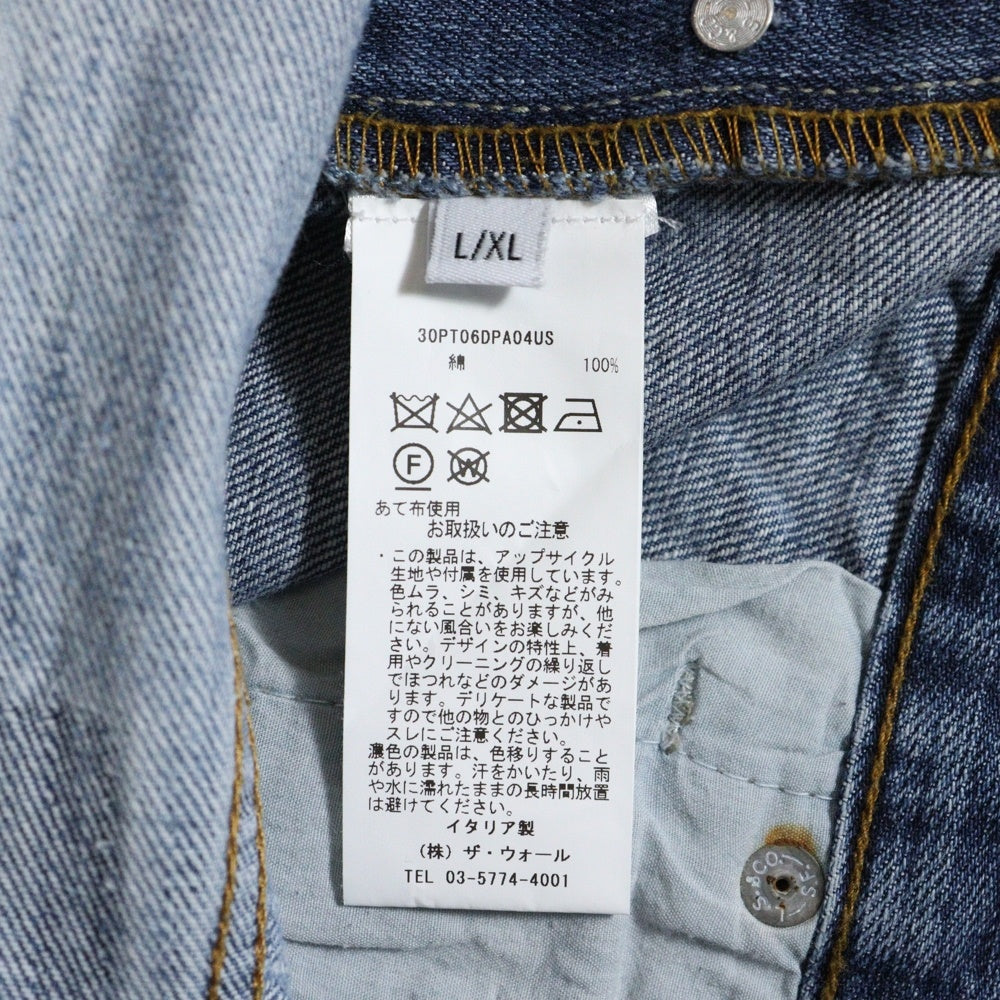 L/XL
30PT06DPA04US
綿 100%
F
W
あて布使用
お取扱いのご注意
・この製品は、アップサイクル
生地や付属を使用しています。
色ムラ、シミ、キズなどがみ
られることがありますが、他
にない風合いをお楽しみくだ
さい。デザインの特性上、着
用やクリーニングの繰り返し
でほつれなどのダメージがあ
ります。デリケートな製品で
すので他の物とのひっかけや
スレにご注意ください。
濃色の製品は、色移りすること
があります。汗をかいたり、雨
や水に濡れたままの長時間放置
は避けてください。
イタリア製
（株）ザ・ウォール
TEL 03-5774-4001
L.S.&CO.-SF-